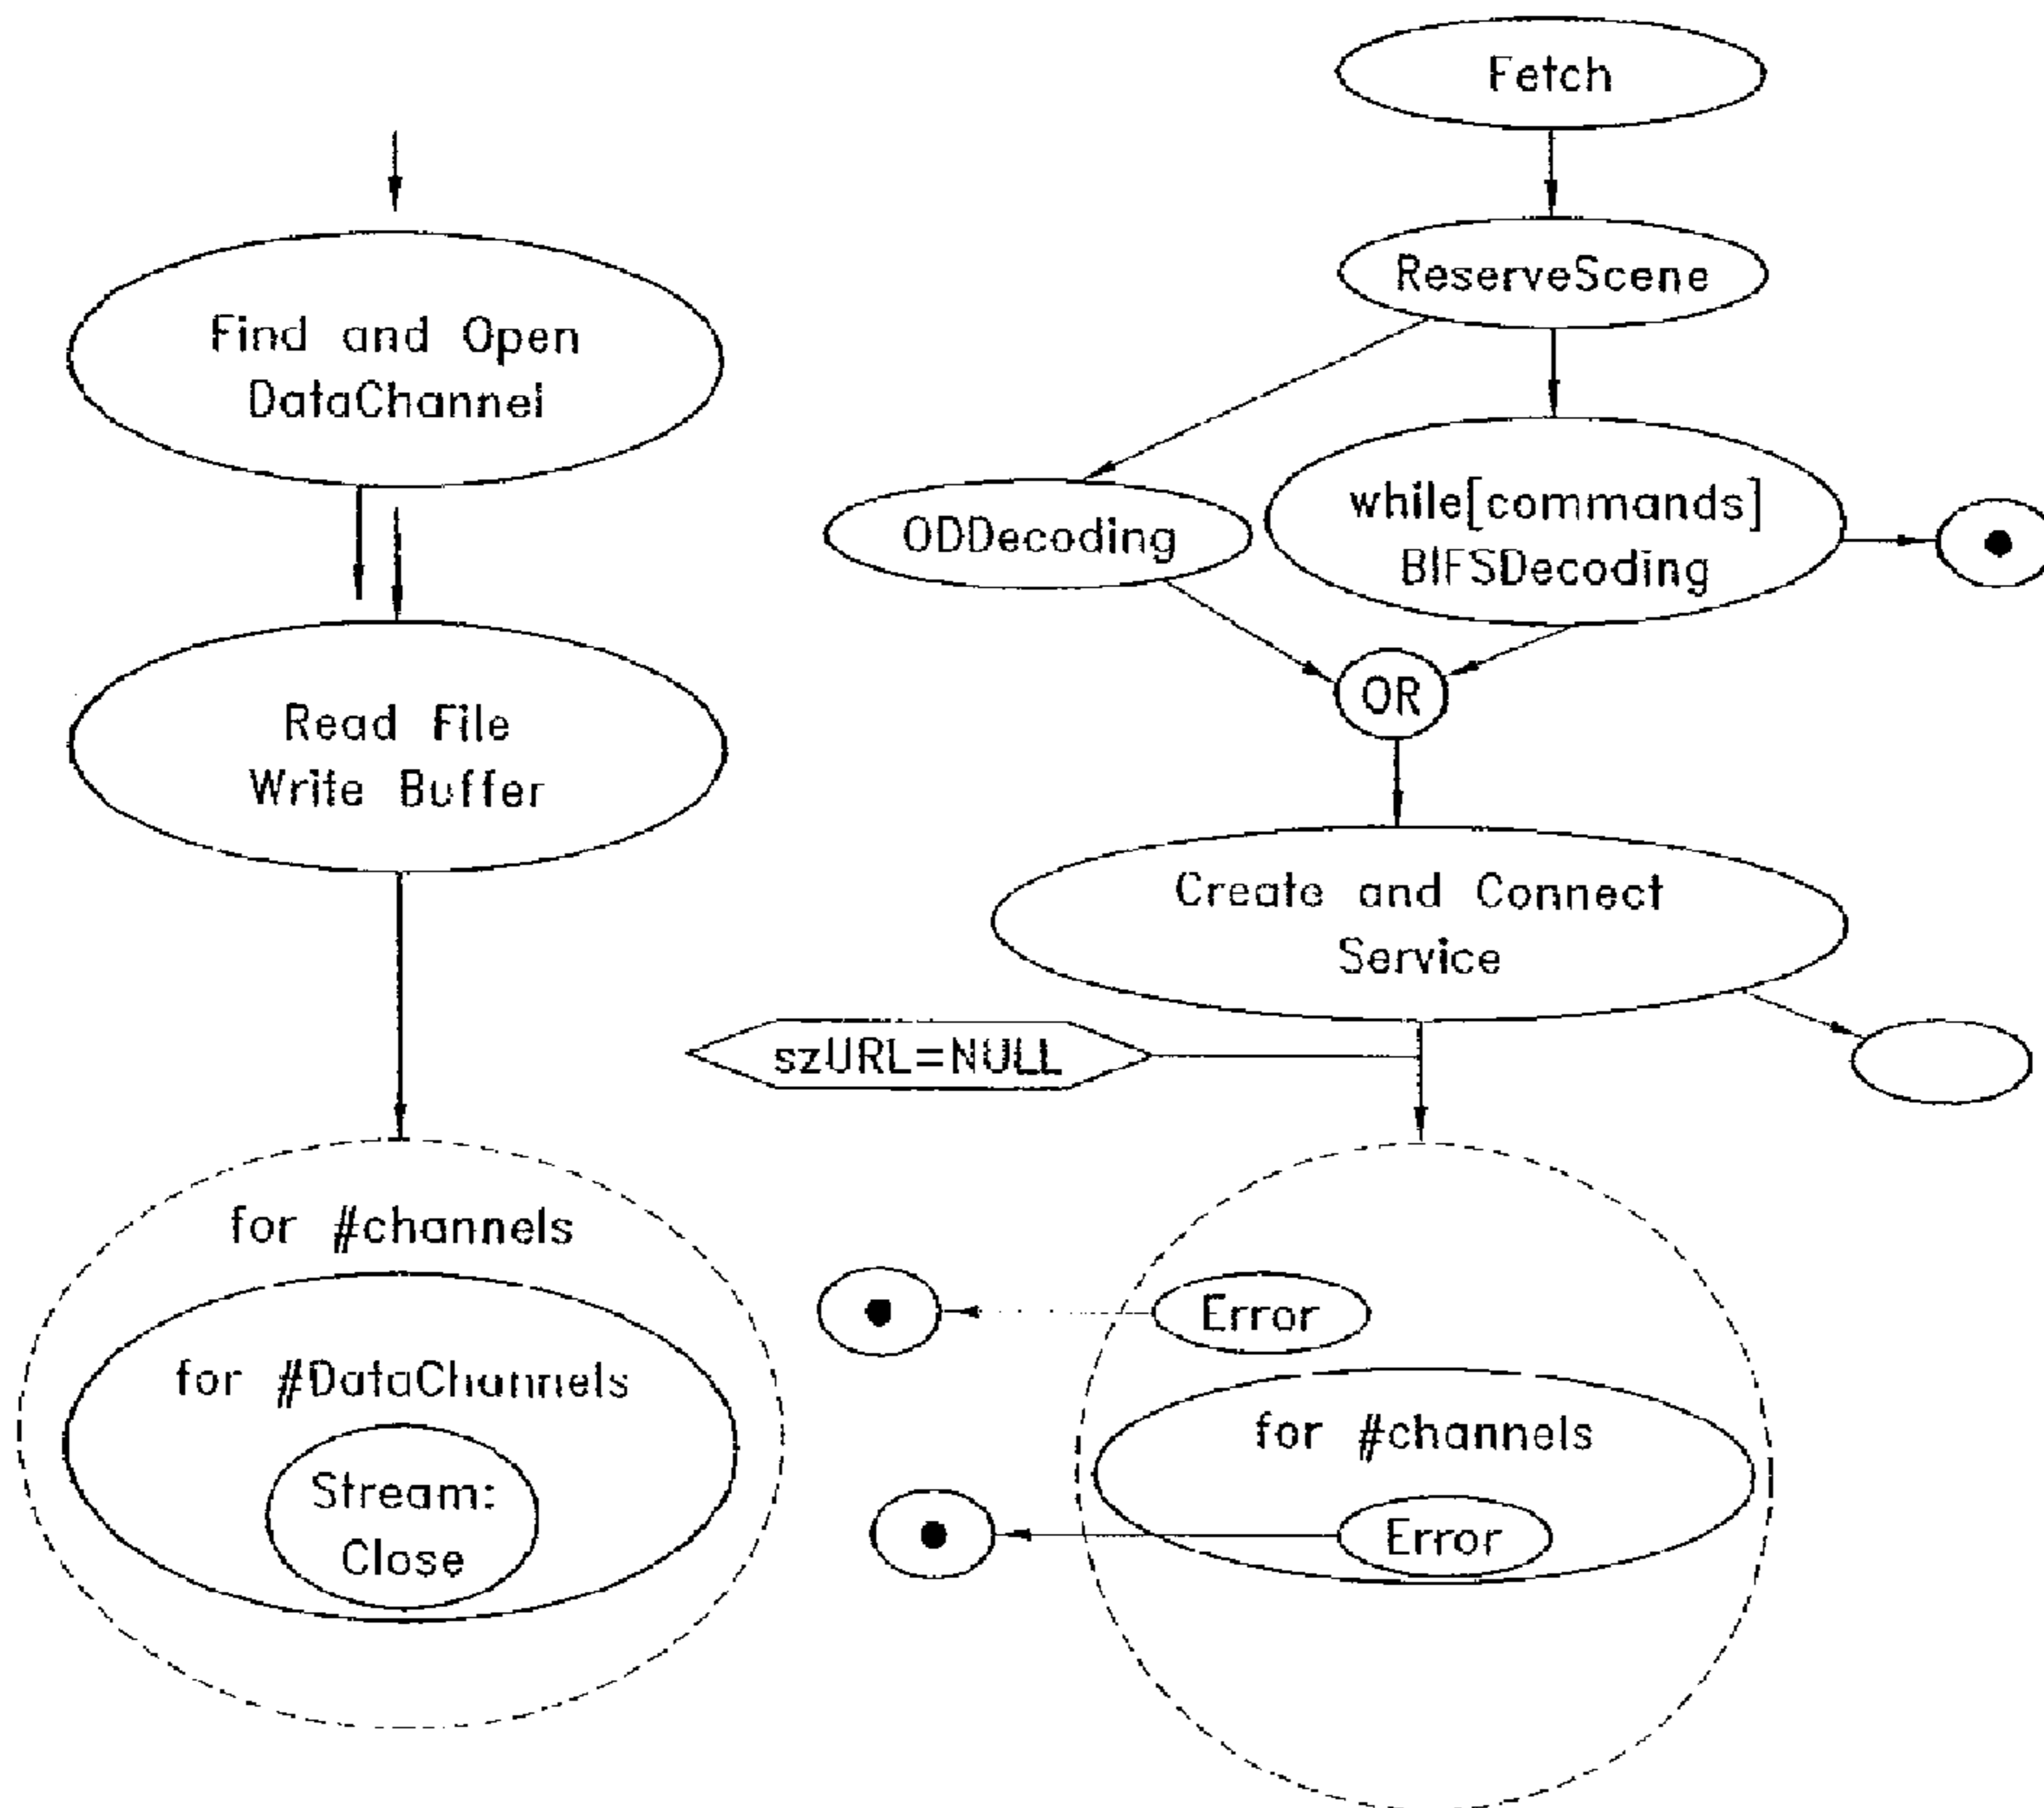 Find and Open
DataChannel
Read File
Write Buffer
for #channels
for #DataChannels
Stream:
Close
Fetch
ReserveScene
ODDecoding
while[commands]
BIFSDecoding
OR
Create and Connect
Service
szURL=NULL
Error
for #channels
Error